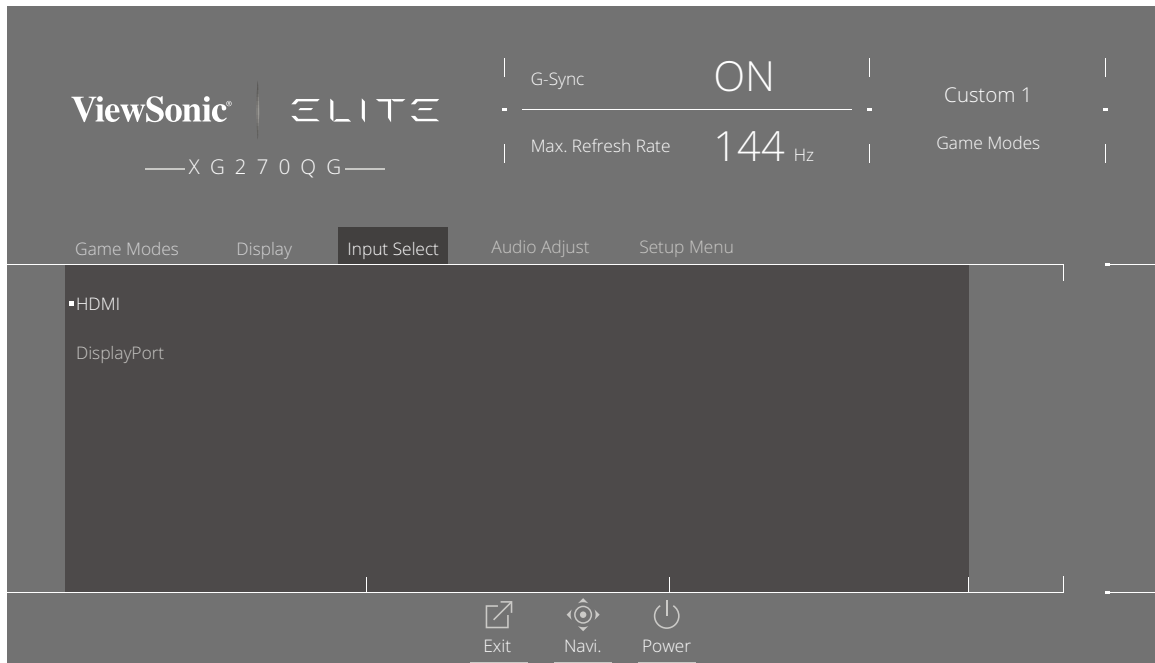 ViewSonic® ELITE
XG270QG
G-Sync ON
Max. Refresh Rate 144 Hz
Custom 1
Game Modes
Game Modes Display Input Select Audio Adjust Setup Menu
HDMI
DisplayPort
Exit Navi. Power